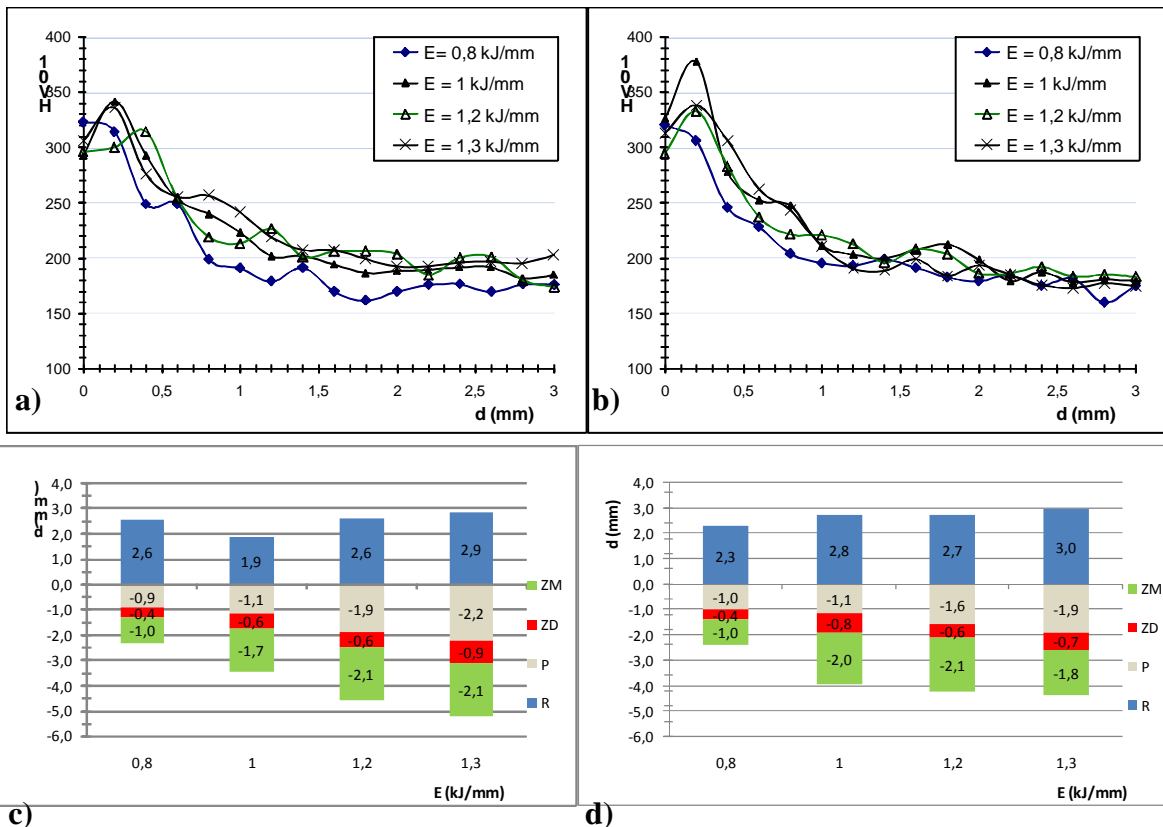 400
350
300
250
200
150
100
HV10
0 0,5 1 1,5 2 2,5 3
d (mm)
E= 0,8 kJ/mm
E = 1 kJ/mm
E = 1,2 kJ/mm
E = 1,3 kJ/mm
a)
400
350
300
250
200
150
100
HV10
0 0,5 1 1,5 2 2,5 3
d (mm)
E = 0,8 kJ/mm
E = 1 kJ/mm
E = 1,2 kJ/mm
E = 1,3 kJ/mm
b)
d (mm)
4,0
3,0
2,0
1,0
0,0
-1,0
-2,0
-3,0
-4,0
-5,0
-6,0
2,6 1,9 2,6 2,9
-0,9 -1,1 -1,9 -2,2
-0,4 -0,6 -0,6 -0,9
-1,0 -1,7 -2,1 -2,1
0,8 1 1,2 1,3
E (kJ/mm)
ZM
ZD
P
R
c)
d (mm)
4,0
3,0
2,0
1,0
0,0
-1,0
-2,0
-3,0
-4,0
-5,0
-6,0
2,3 2,8 2,7 3,0
-1,0 -1,1 -1,6 -1,9
-0,4 -0,8 -0,6 -0,7
-1,0 -2,0 -2,1 -1,8
0,8 1 1,2 1,3
E (kJ/mm)
ZM
ZD
P
R
d)